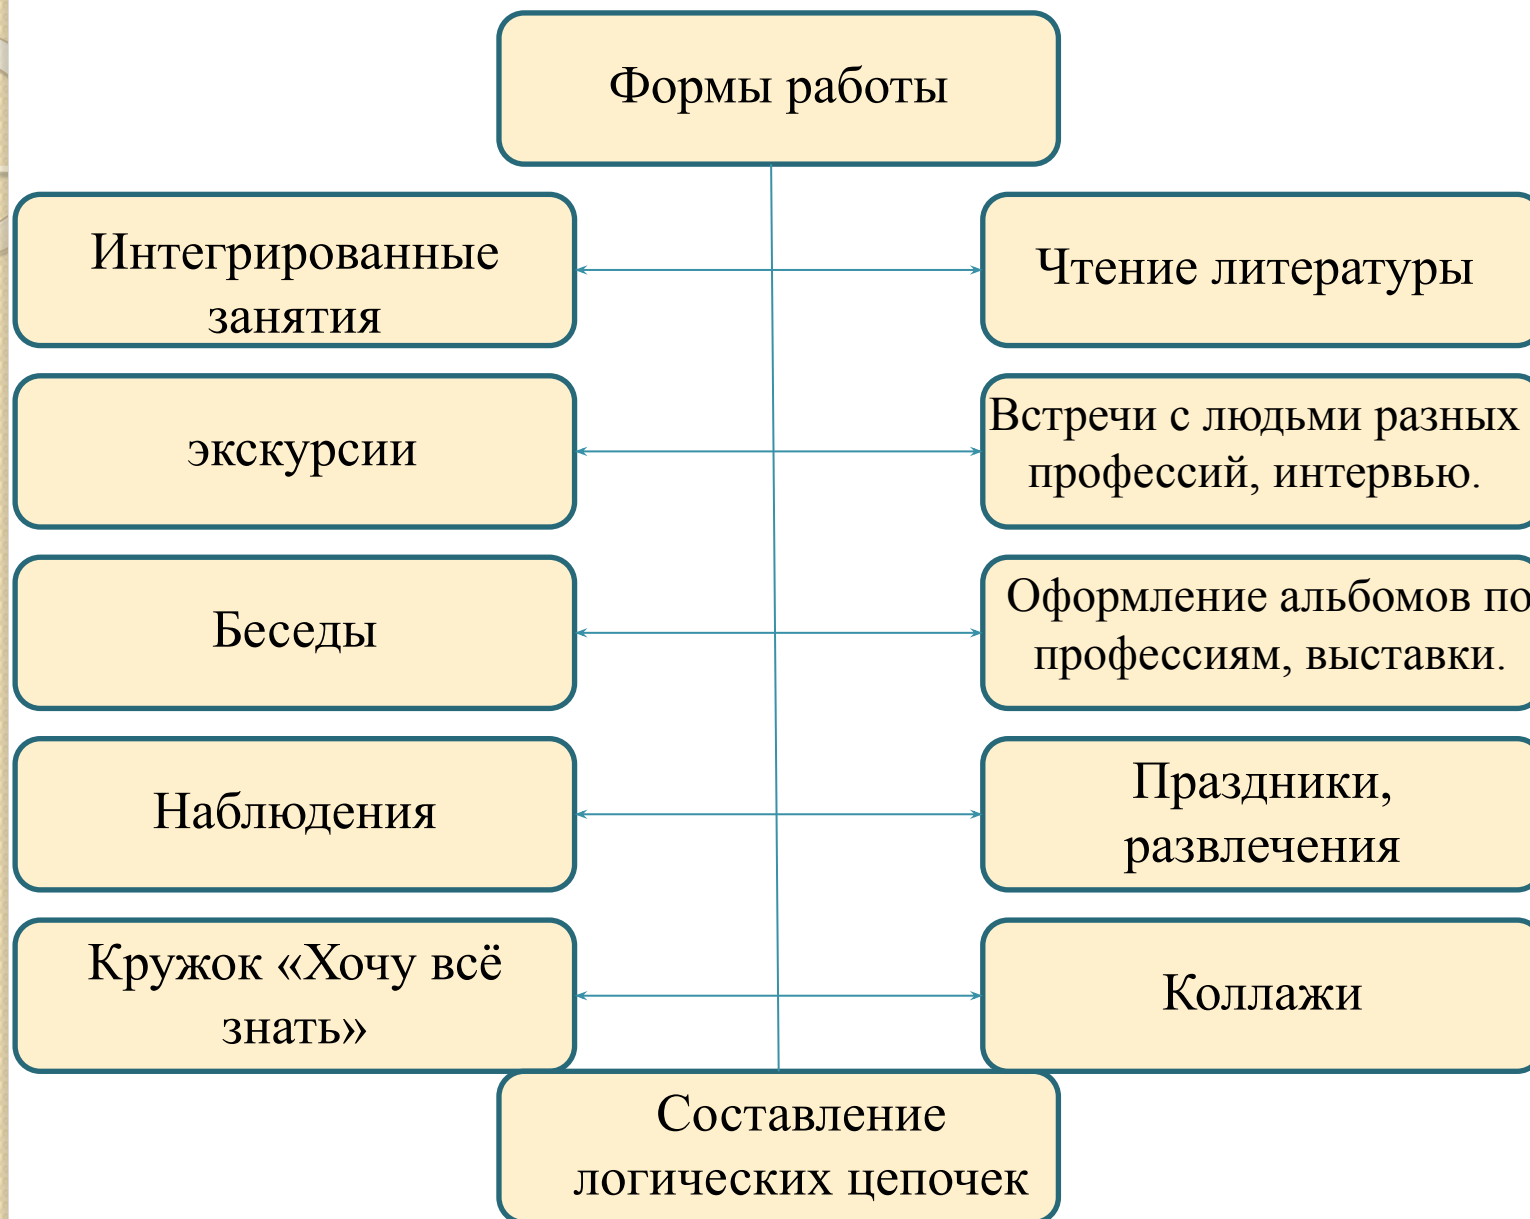 Формы работы
Интегрированные
занятия
Чтение литературы
экскурсии
Встречи с людьми разных
профессий, интервью.
Беседы
Оформление альбомов по
профессиям, выставки.
Наблюдения
Праздники,
развлечения
Кружок «Хочу всё
знать»
Коллажи
Составление
логических цепочек